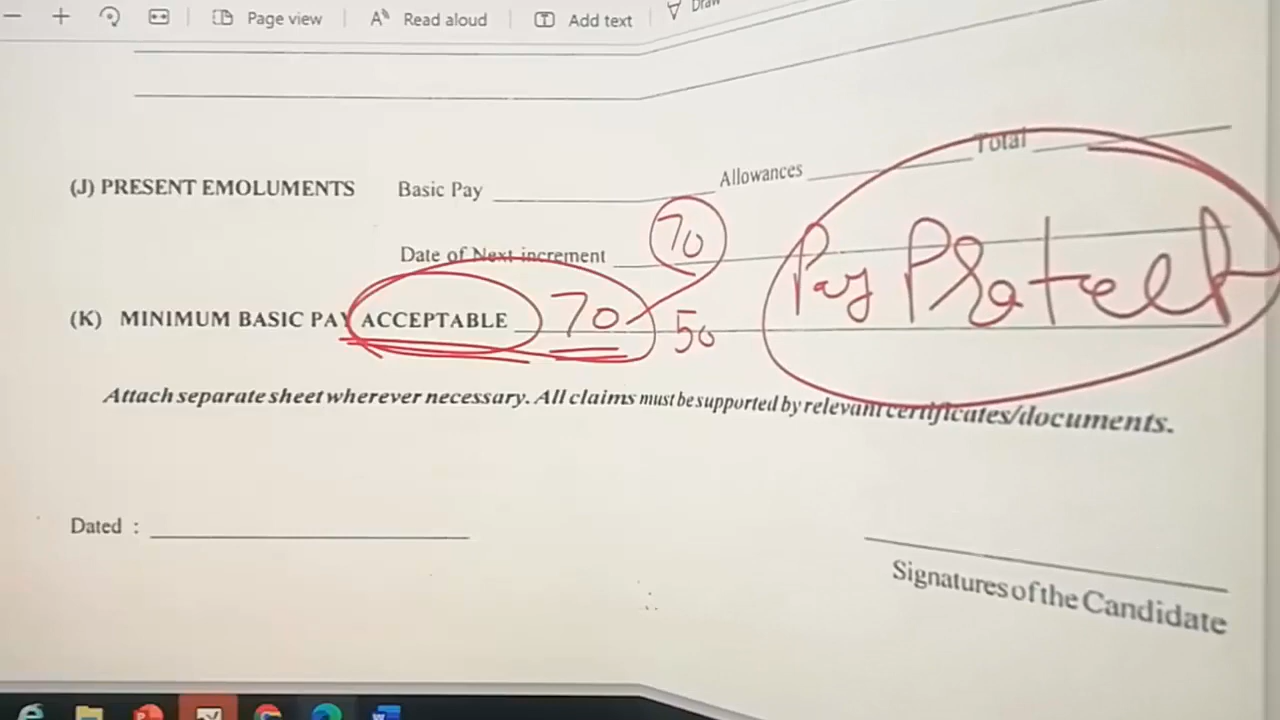 Page view Read aloud Add text Draw
Total
(J) PRESENT EMOLUMENTS Basic Pay Allowances
70
Date of Next increment Pay Protect
(K) MINIMUM BASIC PAY ACCEPTABLE 70 50
Attach separate sheet wherever necessary. All claims must be supported by relevant certificates/documents.
Dated :
Signatures of the Candidate